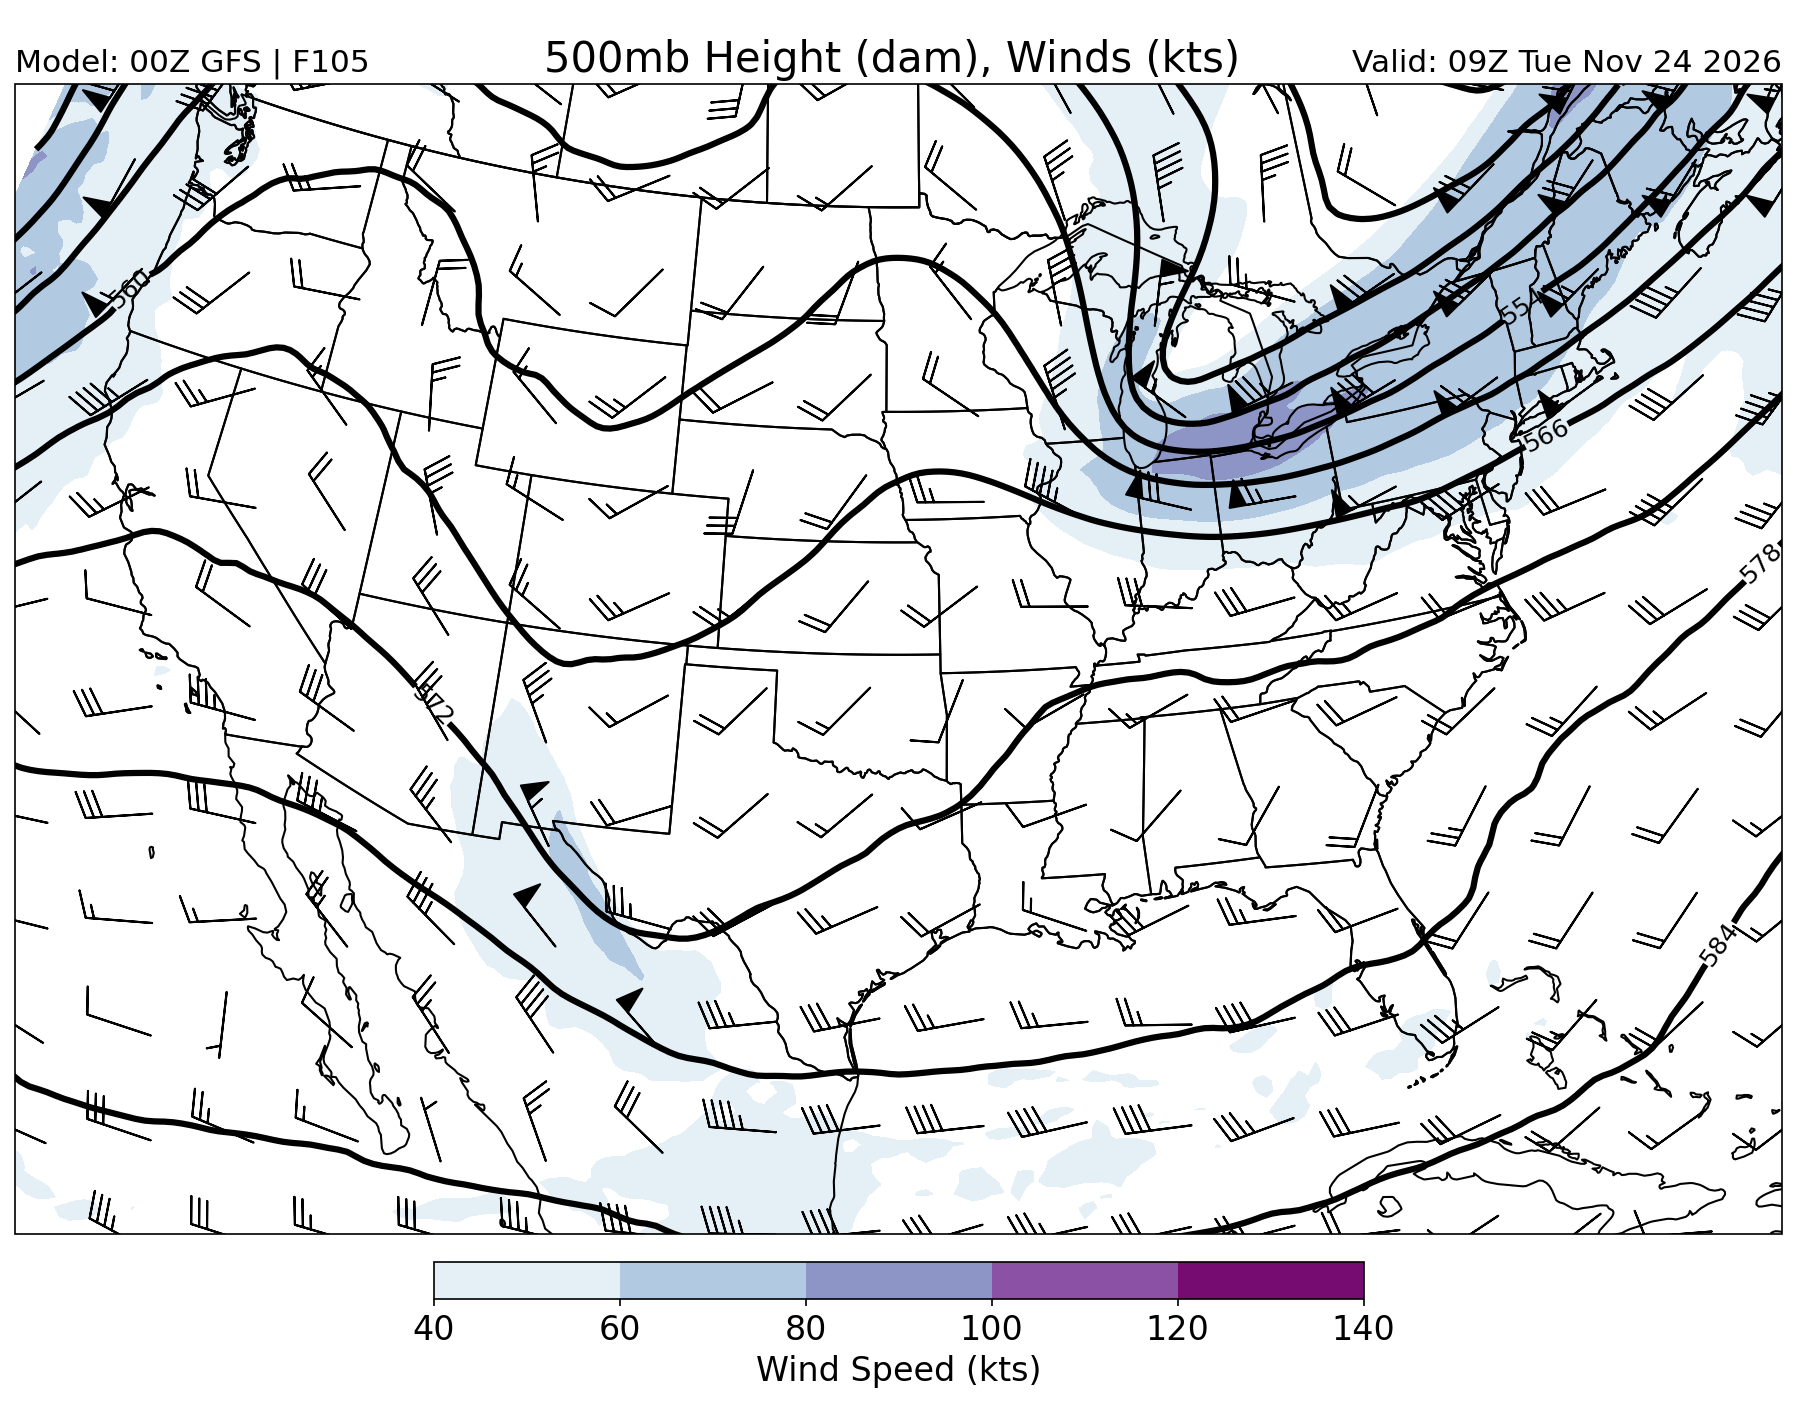 500mb Height (dam), Winds (kts)
Model: 00Z GFS | F105
Valid: 09Z Tue Nov 24 2026
560
554
566
578
572
584
40 60 80 100 120 140
Wind Speed (kts)